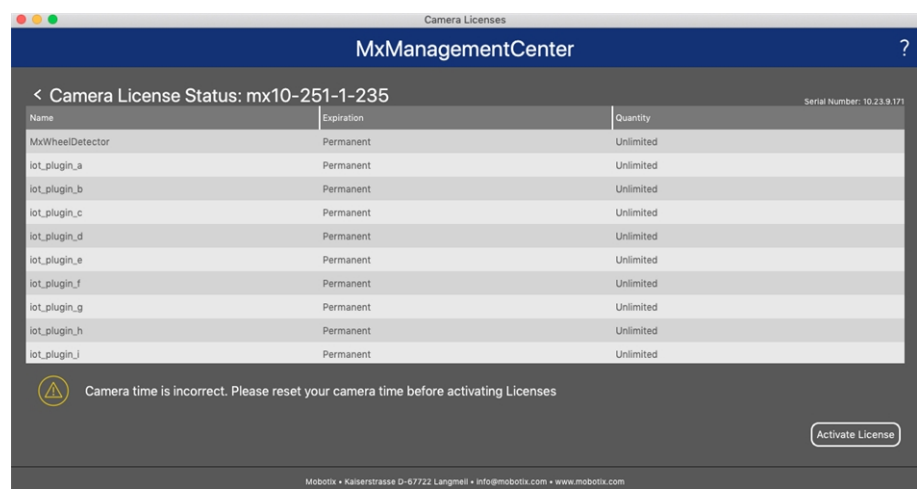 Camera Licenses
MxManagementCenter ?
< Camera License Status: mx10-251-1-235
Serial Number: 10.23.9.171
Name Expiration Quantity
MxWheelDetector Permanent Unlimited
iot_plugin_a Permanent Unlimited
iot_plugin_b Permanent Unlimited
iot_plugin_c Permanent Unlimited
iot_plugin_d Permanent Unlimited
iot_plugin_e Permanent Unlimited
iot_plugin_f Permanent Unlimited
iot_plugin_g Permanent Unlimited
iot_plugin_h Permanent Unlimited
iot_plugin_i Permanent Unlimited
Camera time is incorrect. Please reset your camera time before activating Licenses
Activate License
Mobotix • Kaiserstrasse D-67722 Langmeil • info@mobotix.com • www.mobotix.com